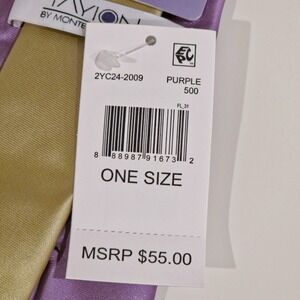 TAYION
BY MONTE
2YC24-2009
PURPLE
500
FL_31
8 88987 91673 2
ONE SIZE
MSRP $55.00